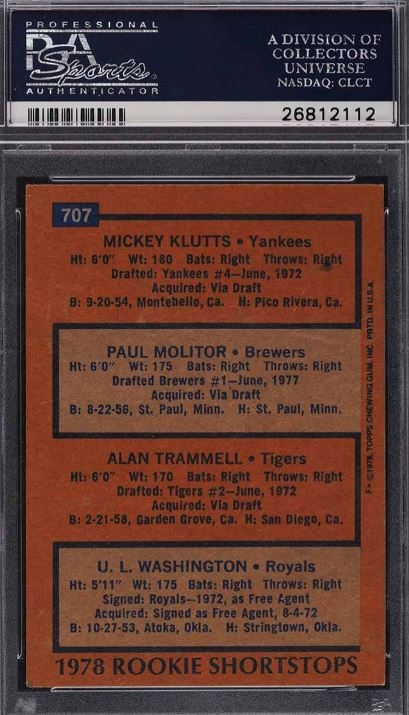 PROFESSIONAL
PSA
Sports
AUTHENTICATOR
A DIVISION OF
COLLECTORS
UNIVERSE
NASDAQ: CLCT
26812112
707
MICKEY KLUTTS • Yankees
Ht: 6'0" Wt: 180 Bats: Right Throws: Right
Drafted: Yankees #4—June, 1972
Acquired: Via Draft
B: 9-20-54, Montebello, Ca. H: Pico Rivera, Ca.
PAUL MOLITOR • Brewers
Ht: 6'0" Wt: 175 Bats: Right Throws: Right
Drafted Brewers #1—June, 1977
Acquired: Via Draft
B: 8-22-56, St. Paul, Minn. H: St. Paul, Minn.
ALAN TRAMMELL • Tigers
Ht: 6'0" Wt: 170 Bats: Right Throws: Right
Drafted: Tigers #2—June, 1972
Acquired: Via Draft
B: 2-21-58, Garden Grove, Ca. H: San Diego, Ca.
U. L. WASHINGTON • Royals
Ht: 5'11" Wt: 175 Bats: Right Throws: Right
Signed: Royals—1972, as Free Agent
Acquired: Signed as Free Agent, 8-4-72
B: 10-27-53, Atoka, Okla. H: Stringtown, Okla.
1978 ROOKIE SHORTSTOPS
F* © 1978, TOPPS CHEWING GUM, INC. PRTD. IN U.S.A.